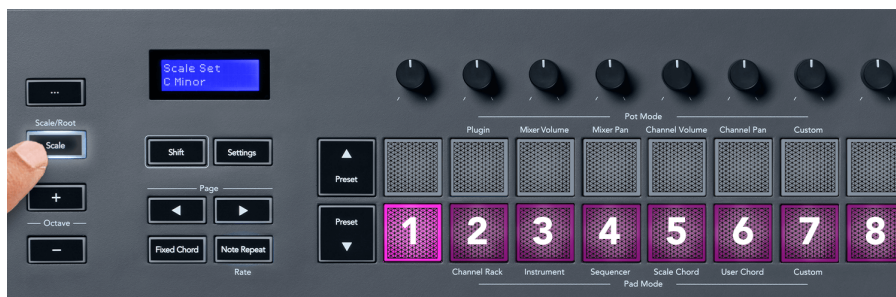 Scale Set
C Minor
...
Scale/Root
Scale
Shift
Settings
Page
Fixed Chord
Note Repeat
Rate
+
Octave
-
Pot Mode
Plugin
Mixer Volume
Mixer Pan
Channel Volume
Channel Pan
Custom
Preset
Preset
1
2
3
4
5
6
7
8
Channel Rack
Instrument
Sequencer
Scale Chord
User Chord
Custom
Pad Mode